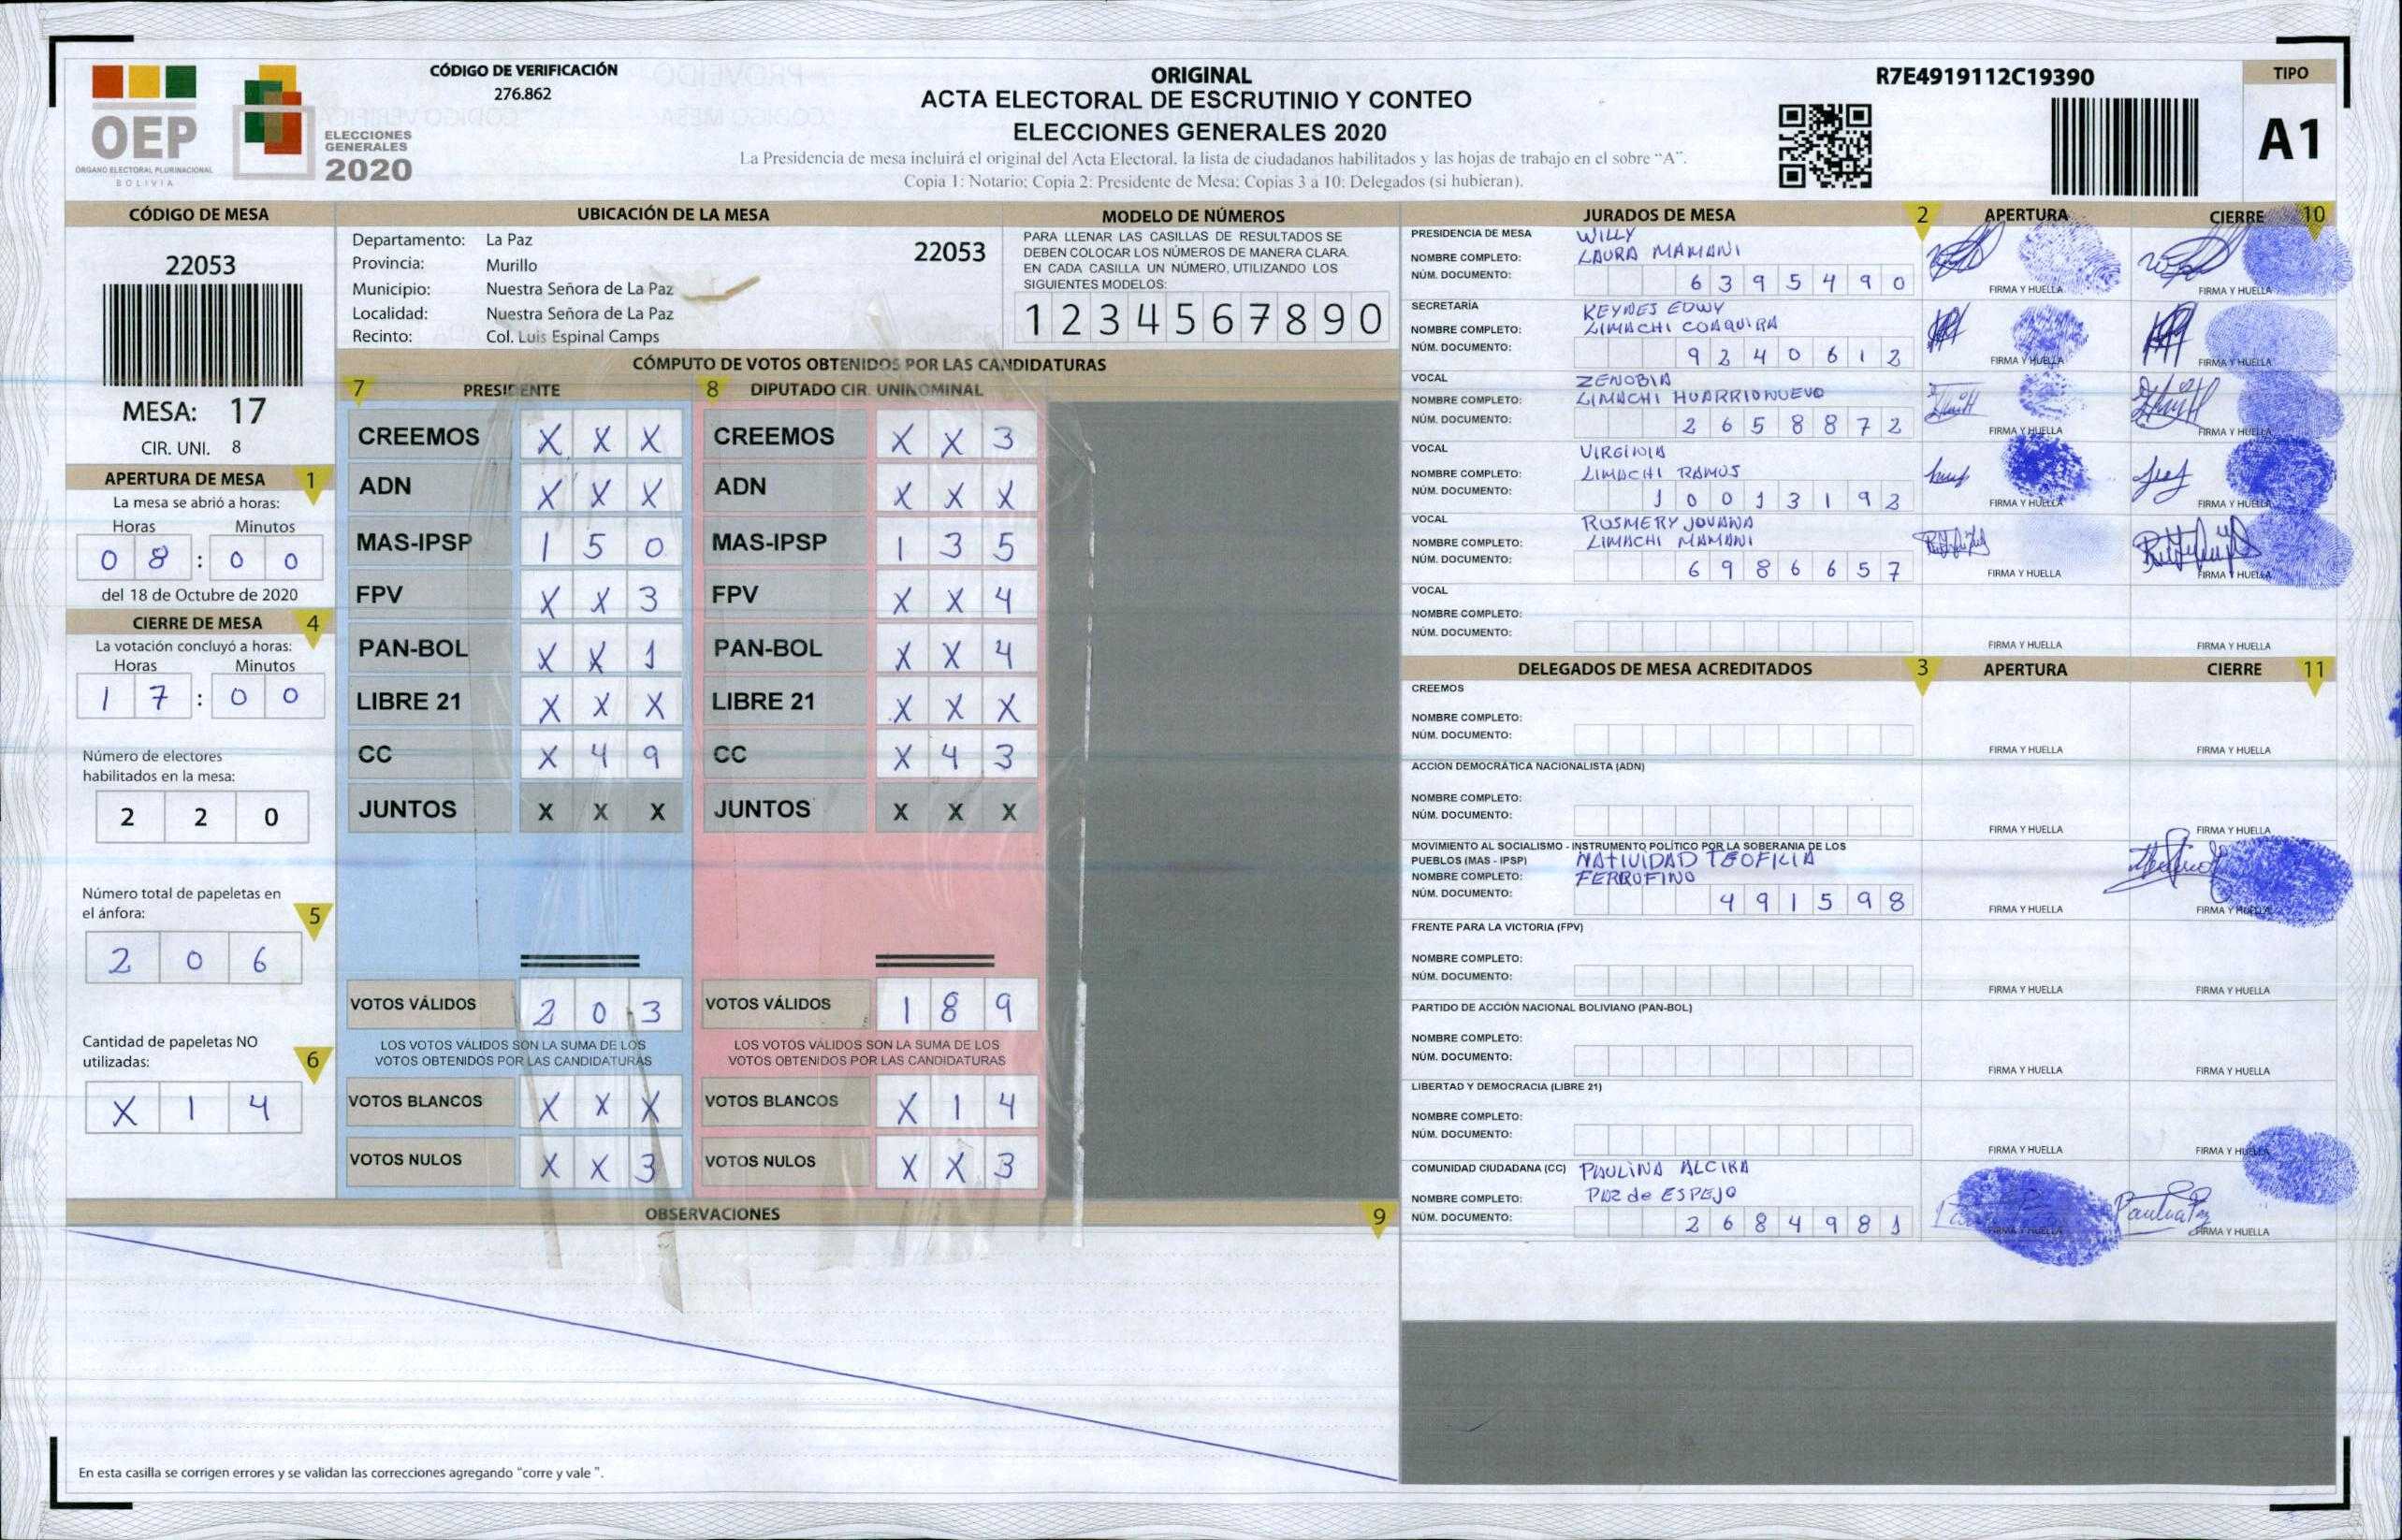 CÓDIGO DE VERIFICACIÓN
276.862
OEP
ÓRGANO ELECTORAL PLURINACIONAL
BOLIVIA
ELECCIONES
GENERALES
2020
ORIGINAL
ACTA ELECTORAL DE ESCRUTINIO Y CONTEO
ELECCIONES GENERALES 2020
La Presidencia de mesa incluirá el original del Acta Electoral, la lista de ciudadanos habilitados y las hojas de trabajo en el sobre "A".
Copia 1: Notario; Copia 2: Presidente de Mesa; Copias 3 a 10: Delegados (si hubieran).
R7E4919112C19390
TIPO
A1
CÓDIGO DE MESA
22053
MESA: 17
CIR. UNI. 8
APERTURA DE MESA 1
La mesa se abrió a horas:
Horas Minutos
0 8 : 0 0
del 18 de Octubre de 2020
CIERRE DE MESA 4
La votación concluyó a horas:
Horas Minutos
1 7 : 0 0
Número de electores
habilitados en la mesa:
2 2 0
Número total de papeletas en
el ánfora: 5
2 0 6
Cantidad de papeletas NO
utilizadas: 6
X 1 4
UBICACIÓN DE LA MESA
Departamento: La Paz
22053
Provincia: Murillo
Municipio: Nuestra Señora de La Paz
Localidad: Nuestra Señora de La Paz
Recinto: Col. Luis Espinal Camps
MODELO DE NÚMEROS
PARA LLENAR LAS CASILLAS DE RESULTADOS SE
DEBEN COLOCAR LOS NÚMEROS DE MANERA CLARA.
EN CADA CASILLA UN NÚMERO, UTILIZANDO LOS
SIGUIENTES MODELOS:
1 2 3 4 5 6 7 8 9 0
CÓMPUTO DE VOTOS OBTENIDOS POR LAS CANDIDATURAS
7 PRESIDENTE
CREEMOS X X X
ADN X X X
MAS-IPSP 1 5 0
FPV X X 3
PAN-BOL X X 1
LIBRE 21 X X X
CC X 4 9
JUNTOS X X X
VOTOS VÁLIDOS 2 0 3
LOS VOTOS VÁLIDOS SON LA SUMA DE LOS
VOTOS OBTENIDOS POR LAS CANDIDATURAS
VOTOS BLANCOS X X X
VOTOS NULOS X X 3
8 DIPUTADO CIR. UNINOMINAL
CREEMOS X X 3
ADN X X X
MAS-IPSP 1 3 5
FPV X X 4
PAN-BOL X X 4
LIBRE 21 X X X
CC X 4 3
JUNTOS X X X
VOTOS VÁLIDOS 1 8 9
LOS VOTOS VÁLIDOS SON LA SUMA DE LOS
VOTOS OBTENIDOS POR LAS CANDIDATURAS
VOTOS BLANCOS X 1 4
VOTOS NULOS X X 3
OBSERVACIONES 9
En esta casilla se corrigen errores y se validan las correcciones agregando "corre y vale".
JURADOS DE MESA 2 APERTURA CIERRE 10
PRESIDENCIA DE MESA WILLY
NOMBRE COMPLETO: LAURA MAMANI
NÚM. DOCUMENTO: 6 3 9 5 4 9 0
FIRMA Y HUELLA FIRMA Y HUELLA
SECRETARÍA KEYNES EDWY
NOMBRE COMPLETO: LIMACHI COAQUIRA
NÚM. DOCUMENTO: 9 2 4 0 6 1 2
FIRMA Y HUELLA FIRMA Y HUELLA
VOCAL ZENOBIA
NOMBRE COMPLETO: LIMACHI HUARRIONUEVO
NÚM. DOCUMENTO: 2 6 5 8 8 7 2
FIRMA Y HUELLA FIRMA Y HUELLA
VOCAL VIRGINIA
NOMBRE COMPLETO: LIMACHI RAMOS
NÚM. DOCUMENTO: 1 0 0 1 3 1 9 2
FIRMA Y HUELLA FIRMA Y HUELLA
VOCAL ROSMERY JOVANA
NOMBRE COMPLETO: LIMACHI MAMANI
NÚM. DOCUMENTO: 6 9 8 6 6 5 7
FIRMA Y HUELLA FIRMA Y HUELLA
VOCAL
NOMBRE COMPLETO:
NÚM. DOCUMENTO:
FIRMA Y HUELLA FIRMA Y HUELLA
DELEGADOS DE MESA ACREDITADOS 3 APERTURA CIERRE 11
CREEMOS
NOMBRE COMPLETO:
NÚM. DOCUMENTO:
FIRMA Y HUELLA FIRMA Y HUELLA
ACCIÓN DEMOCRÁTICA NACIONALISTA (ADN)
NOMBRE COMPLETO:
NÚM. DOCUMENTO:
FIRMA Y HUELLA FIRMA Y HUELLA
MOVIMIENTO AL SOCIALISMO - INSTRUMENTO POLÍTICO POR LA SOBERANIA DE LOS
PUEBLOS (MAS - IPSP) NATIVIDAD TEOFILIA
NOMBRE COMPLETO: FERRUFINO
NÚM. DOCUMENTO: 4 9 1 5 9 8
FIRMA Y HUELLA FIRMA Y HUELLA
FRENTE PARA LA VICTORIA (FPV)
NOMBRE COMPLETO:
NÚM. DOCUMENTO:
FIRMA Y HUELLA FIRMA Y HUELLA
PARTIDO DE ACCIÓN NACIONAL BOLIVIANO (PAN-BOL)
NOMBRE COMPLETO:
NÚM. DOCUMENTO:
FIRMA Y HUELLA FIRMA Y HUELLA
LIBERTAD Y DEMOCRACIA (LIBRE 21)
NOMBRE COMPLETO:
NÚM. DOCUMENTO:
FIRMA Y HUELLA FIRMA Y HUELLA
COMUNIDAD CIUDADANA (CC) PAULINA ALCIRA
NOMBRE COMPLETO: PAZ de ESPEJO
NÚM. DOCUMENTO: 2 6 8 4 9 8 1
FIRMA Y HUELLA FIRMA Y HUELLA